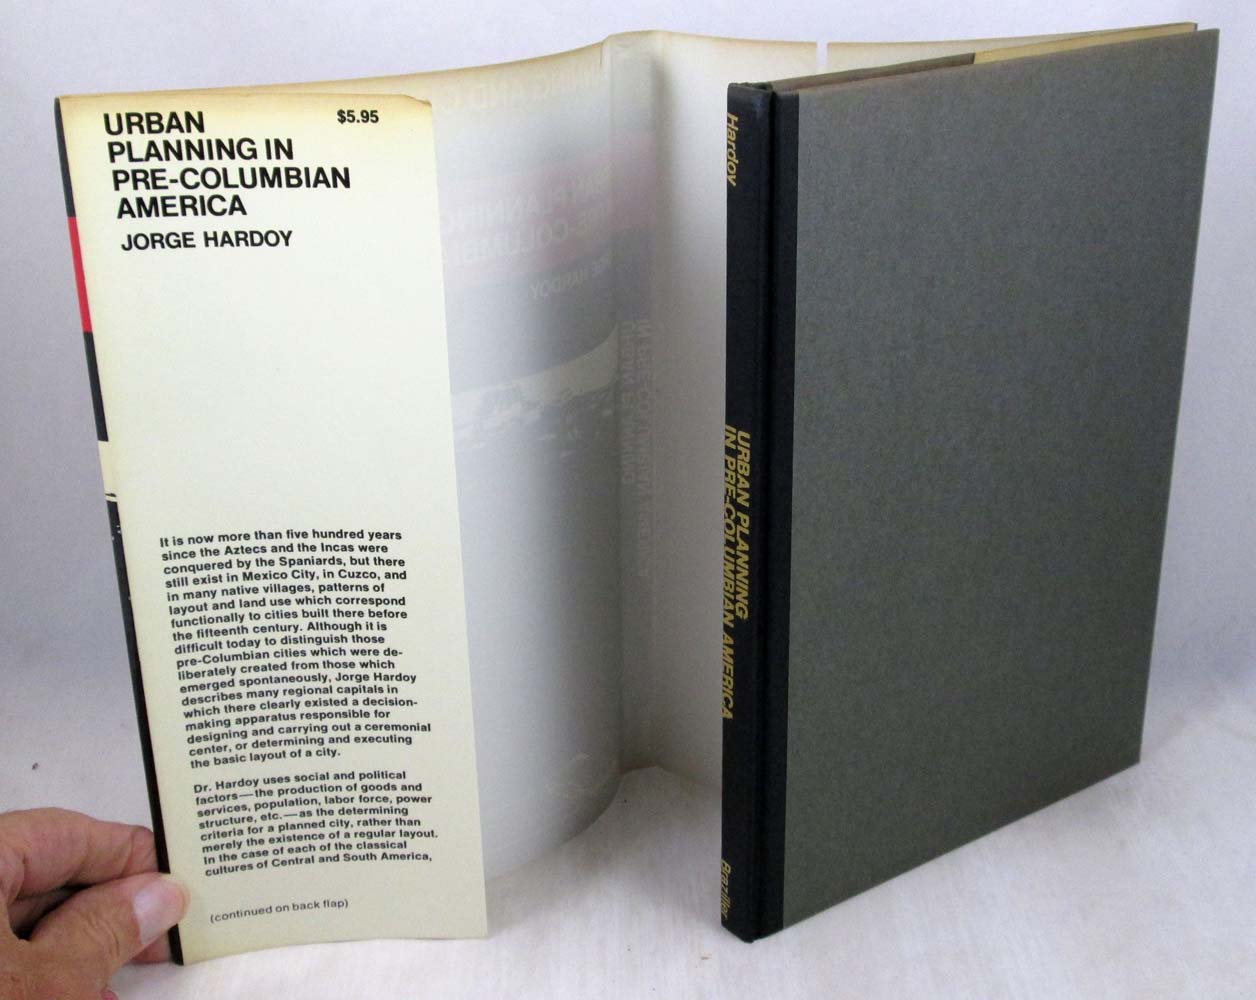 URBAN
PLANNING IN
PRE-COLUMBIAN
AMERICA
$5.95
JORGE HARDOY
It is now more than five hundred years
since the Aztecs and the Incas were
conquered by the Spaniards, but there
still exist in Mexico City, in Cuzco, and
in many native villages, patterns of
layout and land use which correspond
functionally to cities built there before
the fifteenth century. Although it is
difficult today to distinguish those
pre-Columbian cities which were de-
liberately created from those which
emerged spontaneously, Jorge Hardoy
describes many regional capitals in
which there clearly existed a decision-
making apparatus responsible for
designing and carrying out a ceremonial
center, or determining and executing
the basic layout of a city.
Dr. Hardoy uses social and political
factors—the production of goods and
services, population, labor force, power
structure, etc.—as the determining
criteria for a planned city, rather than
merely the existence of a regular layout.
In the case of each of the classical
cultures of Central and South America,
(continued on back flap)
Hardoy
URBAN PLANNING
IN PRE-COLUMBIAN AMERICA
Braziller